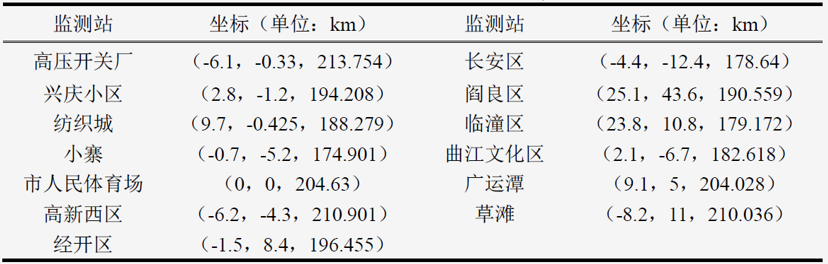 监测站 坐标（单位：km） 监测站 坐标（单位：km）
高压开关厂 （-6.1，-0.33，213.754） 长安区 （-4.4，-12.4，178.64）
兴庆小区 （2.8，-1.2，194.208） 阎良区 （25.1，43.6，190.559）
纺织城 （9.7，-0.425，188.279） 临潼区 （23.8，10.8，179.172）
小寨 （-0.7，-5.2，174.901） 曲江文化区 （2.1，-6.7，182.618）
市人民体育场 （0，0，204.63） 广运潭 （9.1，5，204.028）
高新西区 （-6.2，-4.3，210.901） 草滩 （-8.2，11，210.036）
经开区 （-1.5，8.4，196.455）